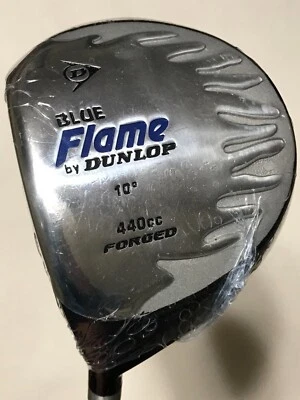 D
BLUE
Flame
by DUNLOP
10°
440cc
FORGED